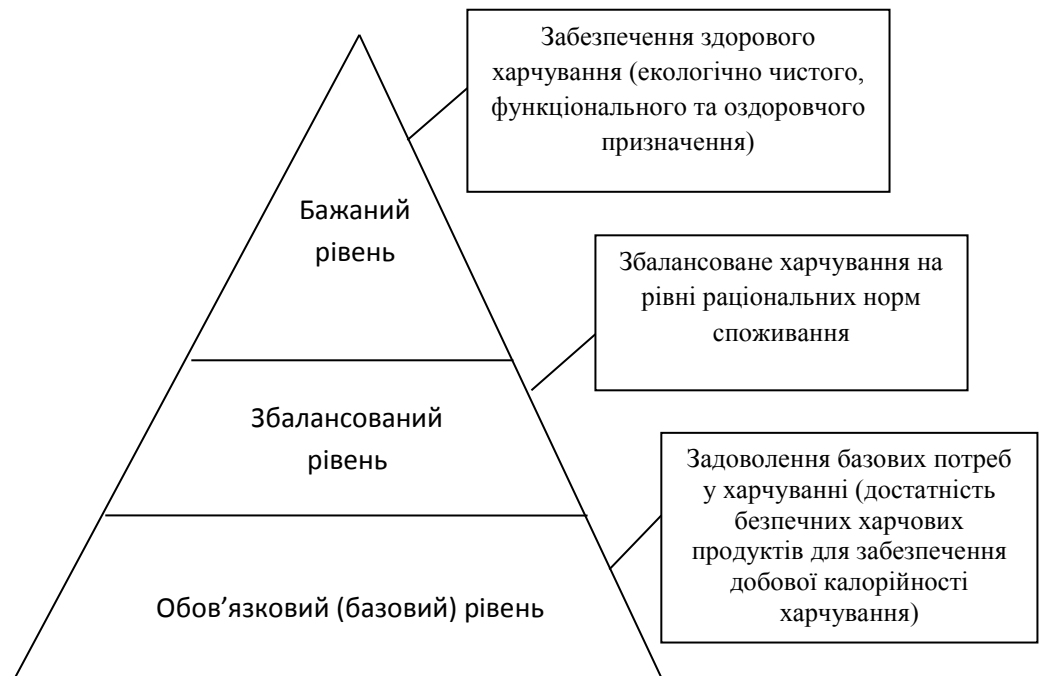 Забезпечення здорового
харчування (екологічно чистого,
функціонального та оздоровчого
призначення)
Бажаний
рівень
Збалансоване харчування на
рівні раціональних норм
споживання
Збалансований
рівень
Задоволення базових потреб
у харчуванні (достатність
безпечних харчових
продуктів для забезпечення
добової калорійності
харчування)
Обов’язковий (базовий) рівень